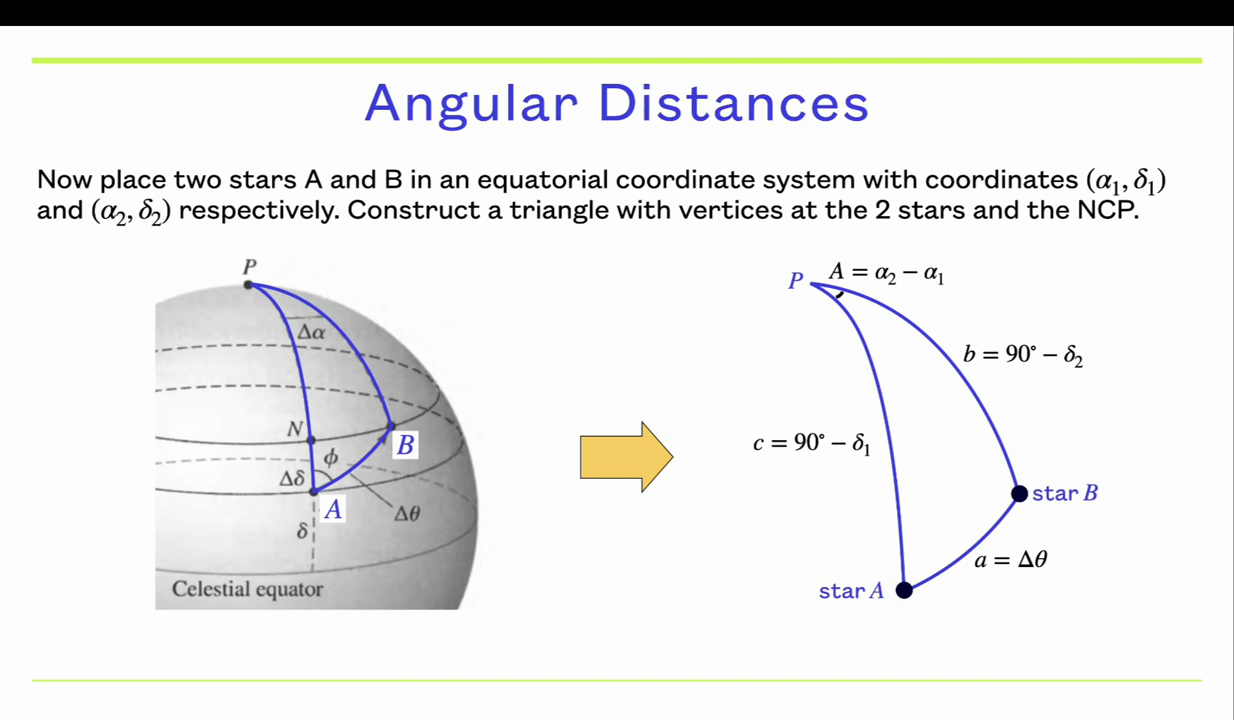 Angular Distances
Now place two stars A and B in an equatorial coordinate system with coordinates (α₁, δ₁)
and (α₂, δ₂) respectively. Construct a triangle with vertices at the 2 stars and the NCP.
P
Δα
N
B
ϕ
Δδ
A
Δθ
δ
Celestial equator
P
A = α₂ − α₁
b = 90° − δ₂
c = 90° − δ₁
star B
a = Δθ
star A